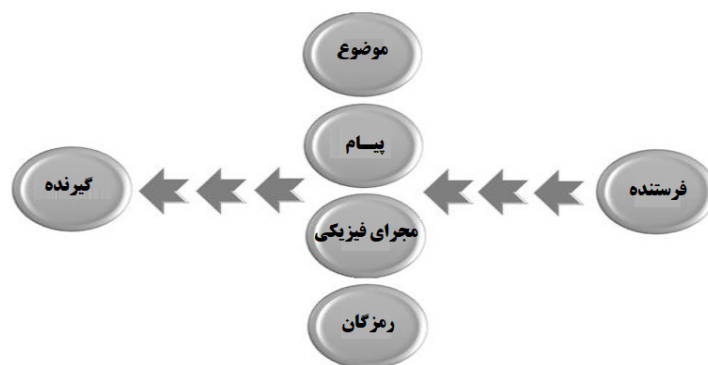 موضوع
پیـــام
فرستنده
گیرنده
مجرای فیزیکی
رمزگان